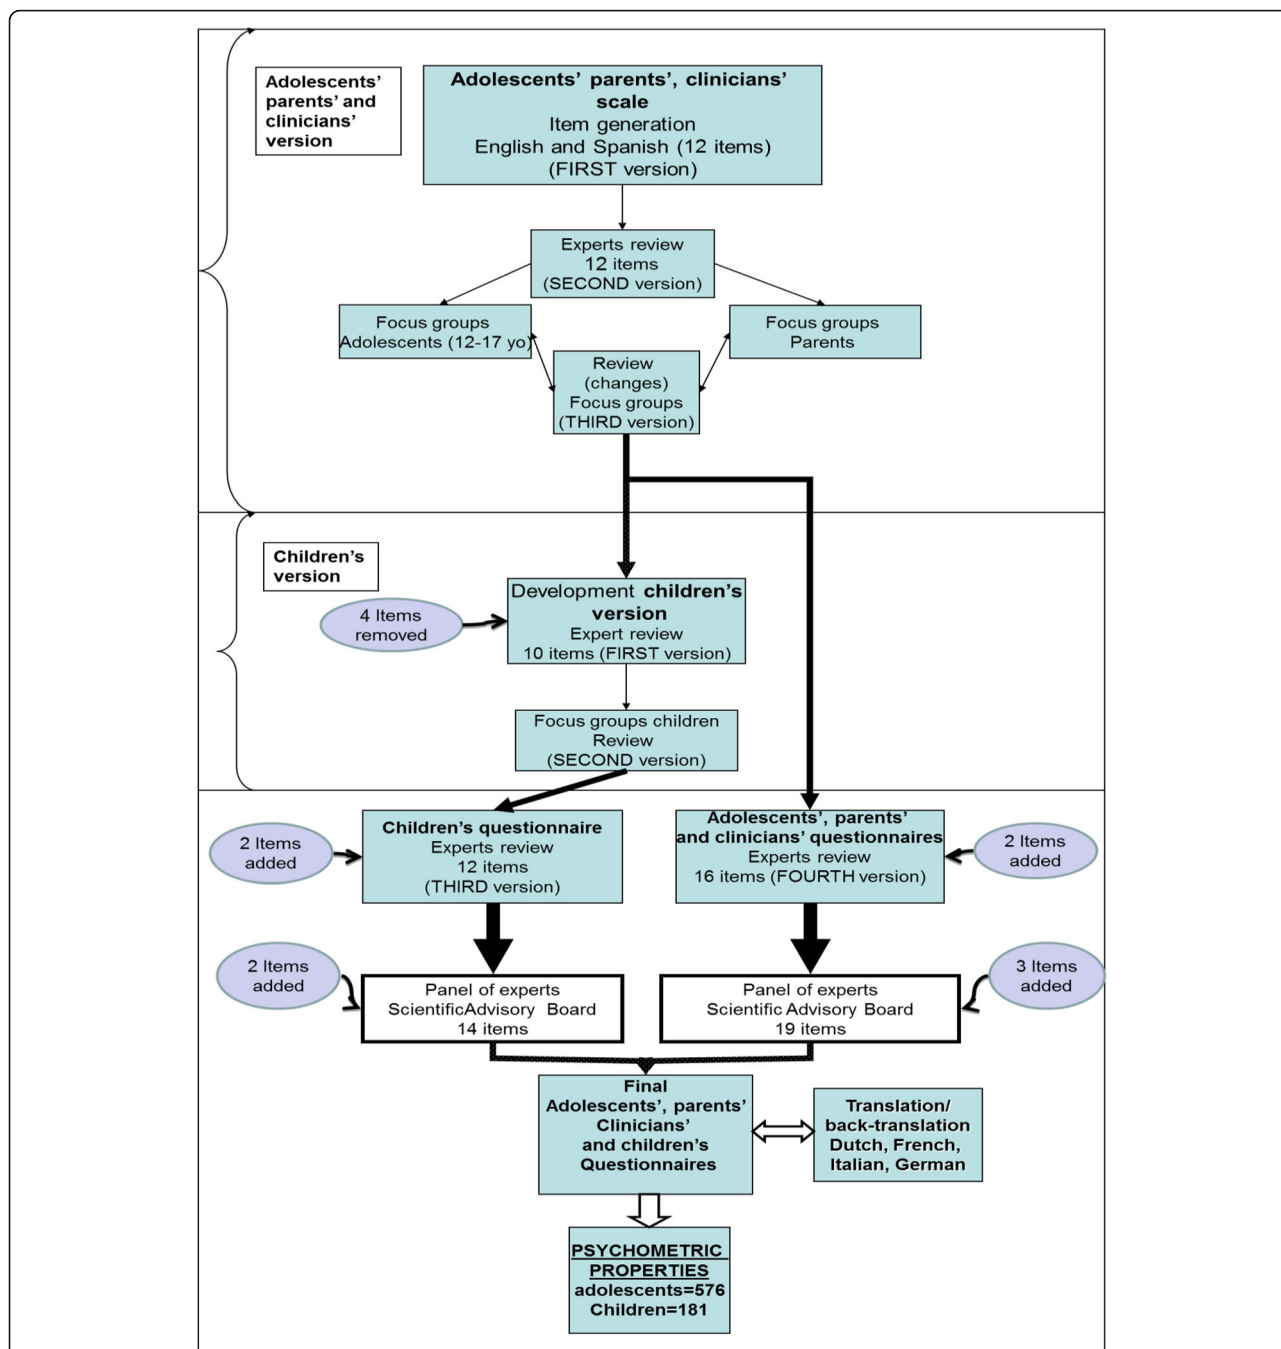 Adolescents'
parents' and
clinicians'
version
Adolescents' parents', clinicians'
scale
Item generation
English and Spanish (12 items)
(FIRST version)
Experts review
12 items
(SECOND version)
Focus groups
Adolescents (12-17 yo)
Focus groups
Parents
Review
(changes)
Focus groups
(THIRD version)
Children's
version
4 Items
removed
Development children's
version
Expert review
10 items (FIRST version)
Focus groups children
Review
(SECOND version)
2 Items
added
Children's questionnaire
Experts review
12 items
(THIRD version)
Adolescents', parents'
and clinicians' questionnaires
Experts review
16 items (FOURTH version)
2 Items
added
2 Items
added
Panel of experts
ScientificAdvisory Board
14 items
Panel of experts
Scientific Advisory Board
19 items
3 Items
added
Final
Adolescents', parents'
Clinicians'
and children's
Questionnaires
Translation/
back-translation
Dutch, French,
Italian, German
PSYCHOMETRIC
PROPERTIES
adolescents=576
Children=181